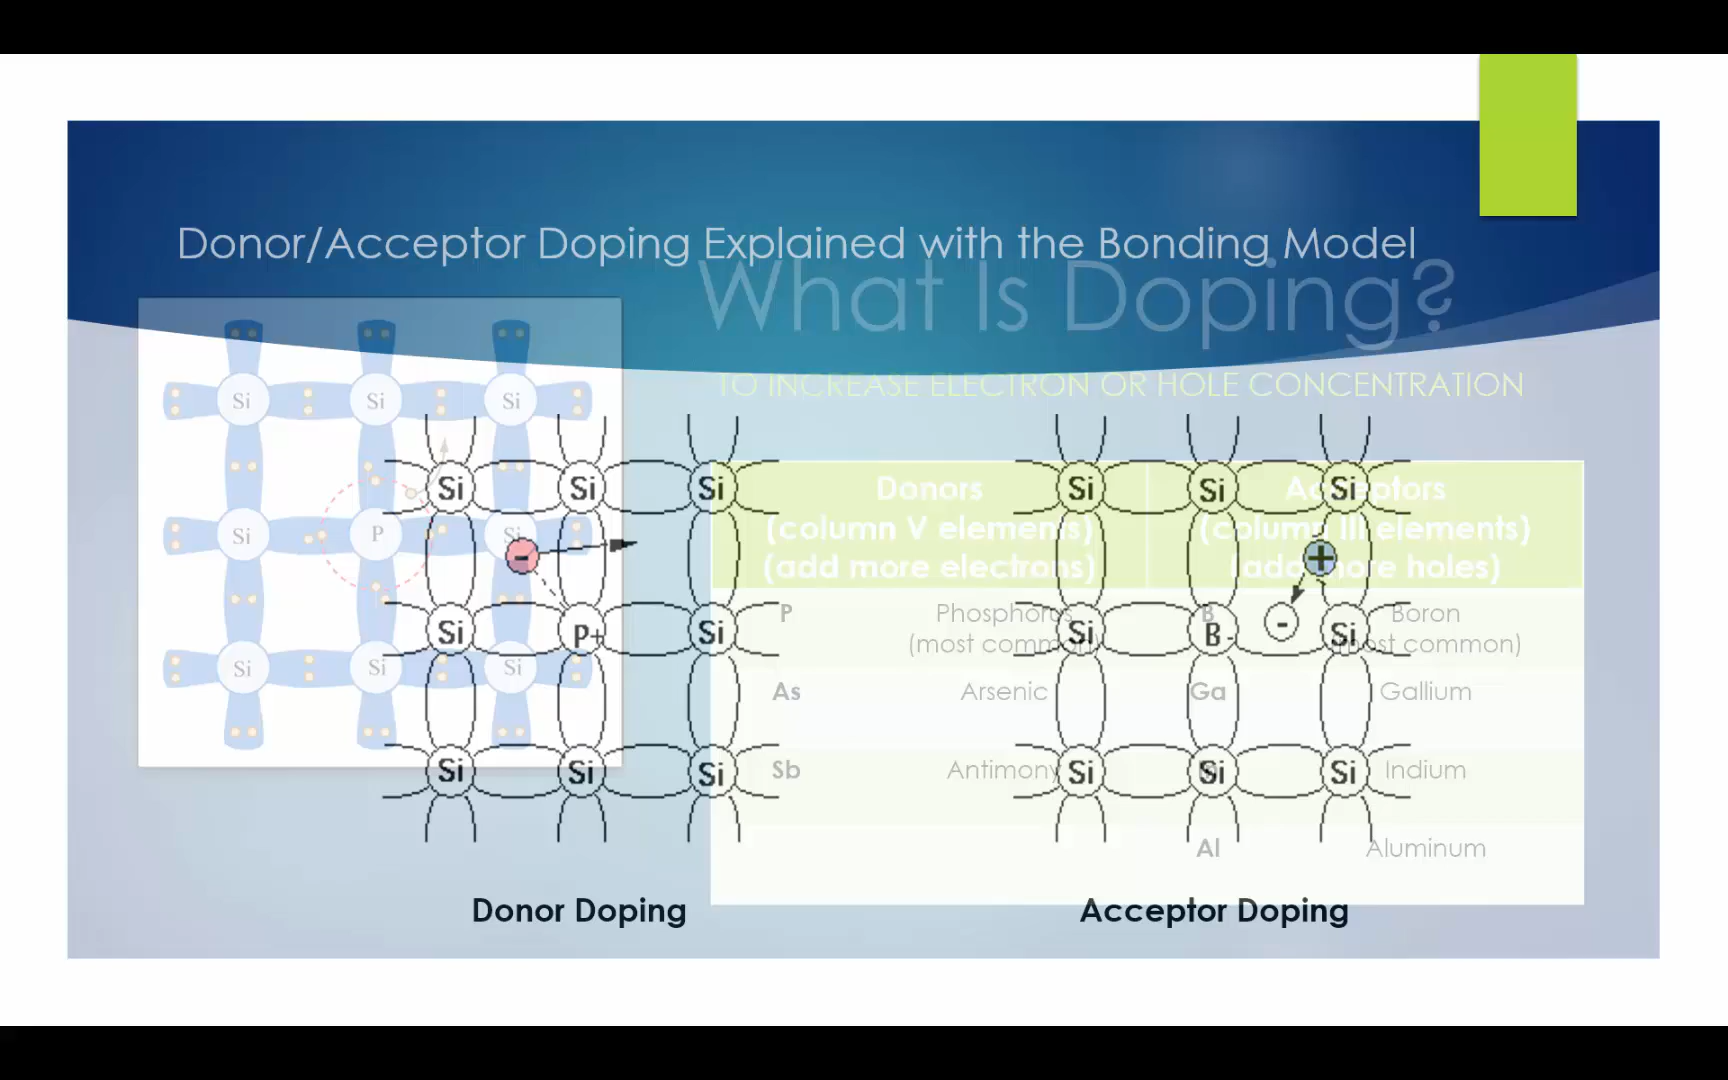 Donor/Acceptor Doping Explained with the Bonding Model
What Is Doping?
TO INCREASE ELECTRON OR HOLE CONCENTRATION
Si Si Si
Si P Si
Si Si Si
Si Si Si
-
Si P+ Si
Si Si Si
Donor Doping
Donors
(column V elements)
(add more electrons)
Acceptors
(column III elements)
(add more holes)
P Phosphorus
(most common)
B Boron
(most common)
As Arsenic Ga Gallium
Sb Antimony Indium
Al Aluminum
Si Si Si
+
Si B- - Si
Si Si Si
Acceptor Doping